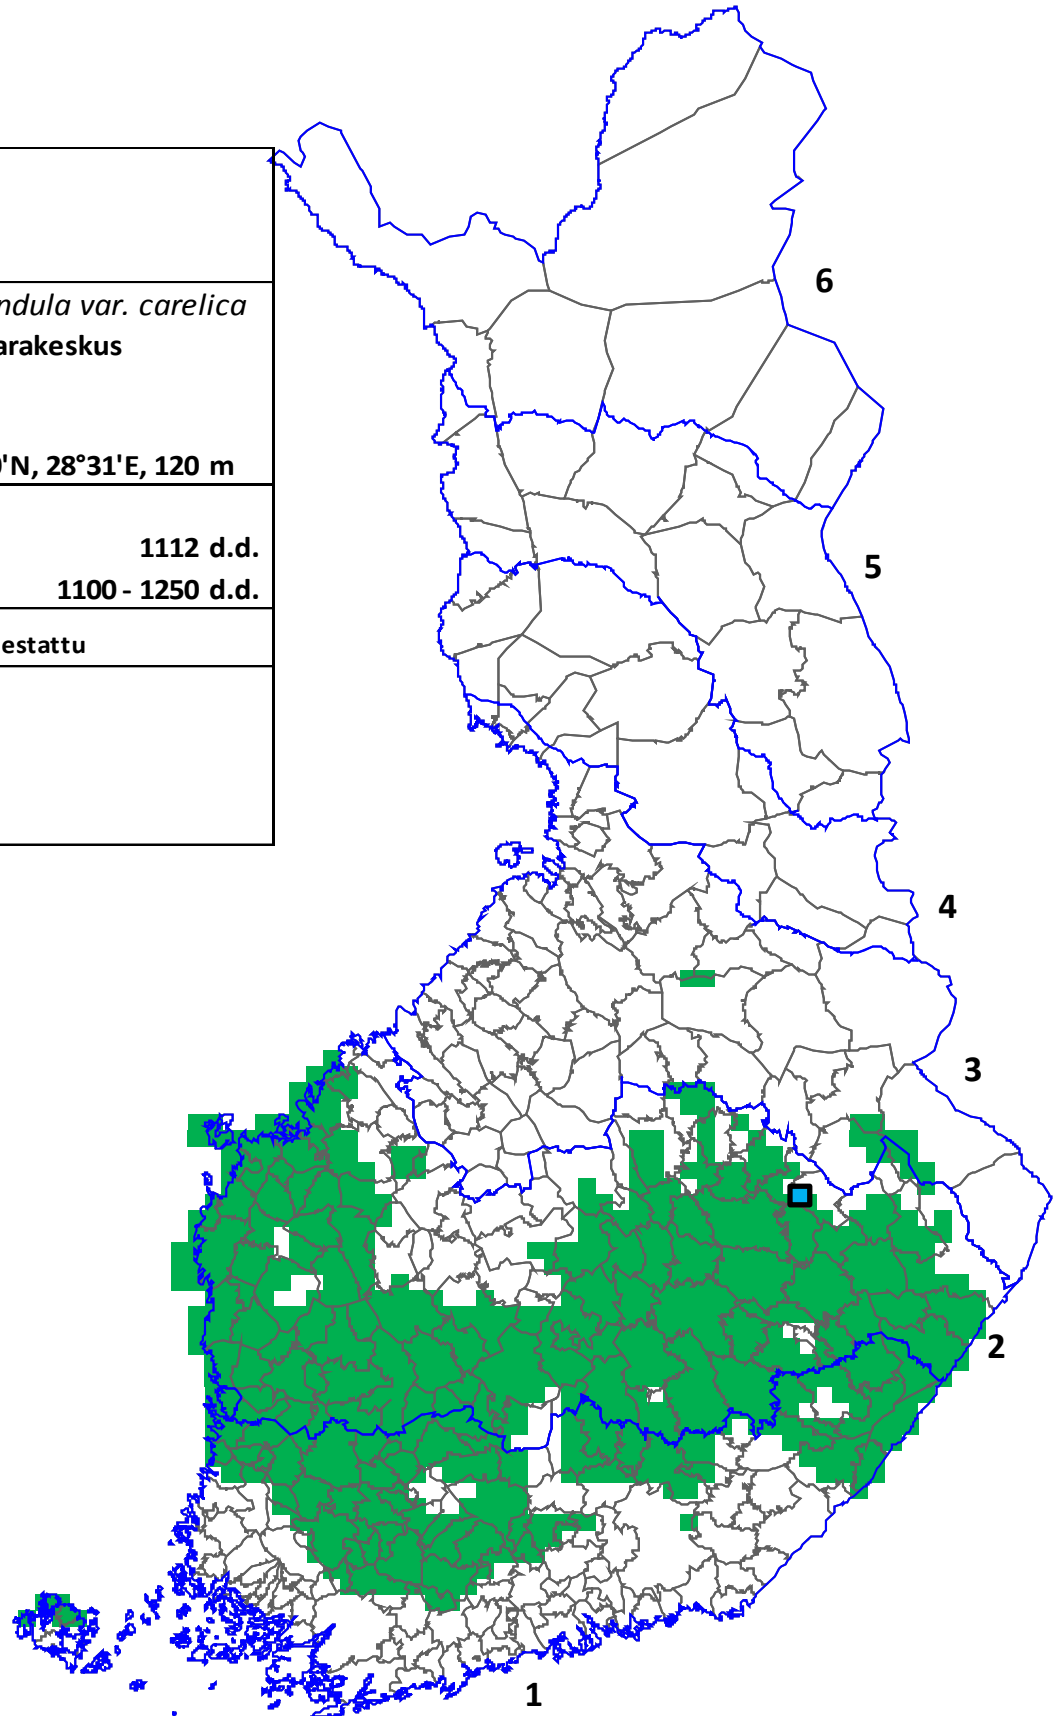 ndula var. carelica
arakeskus
'N, 28°31'E, 120 m
1112 d.d.
1100 - 1250 d.d.
estattu
6
5
4
3
2
1